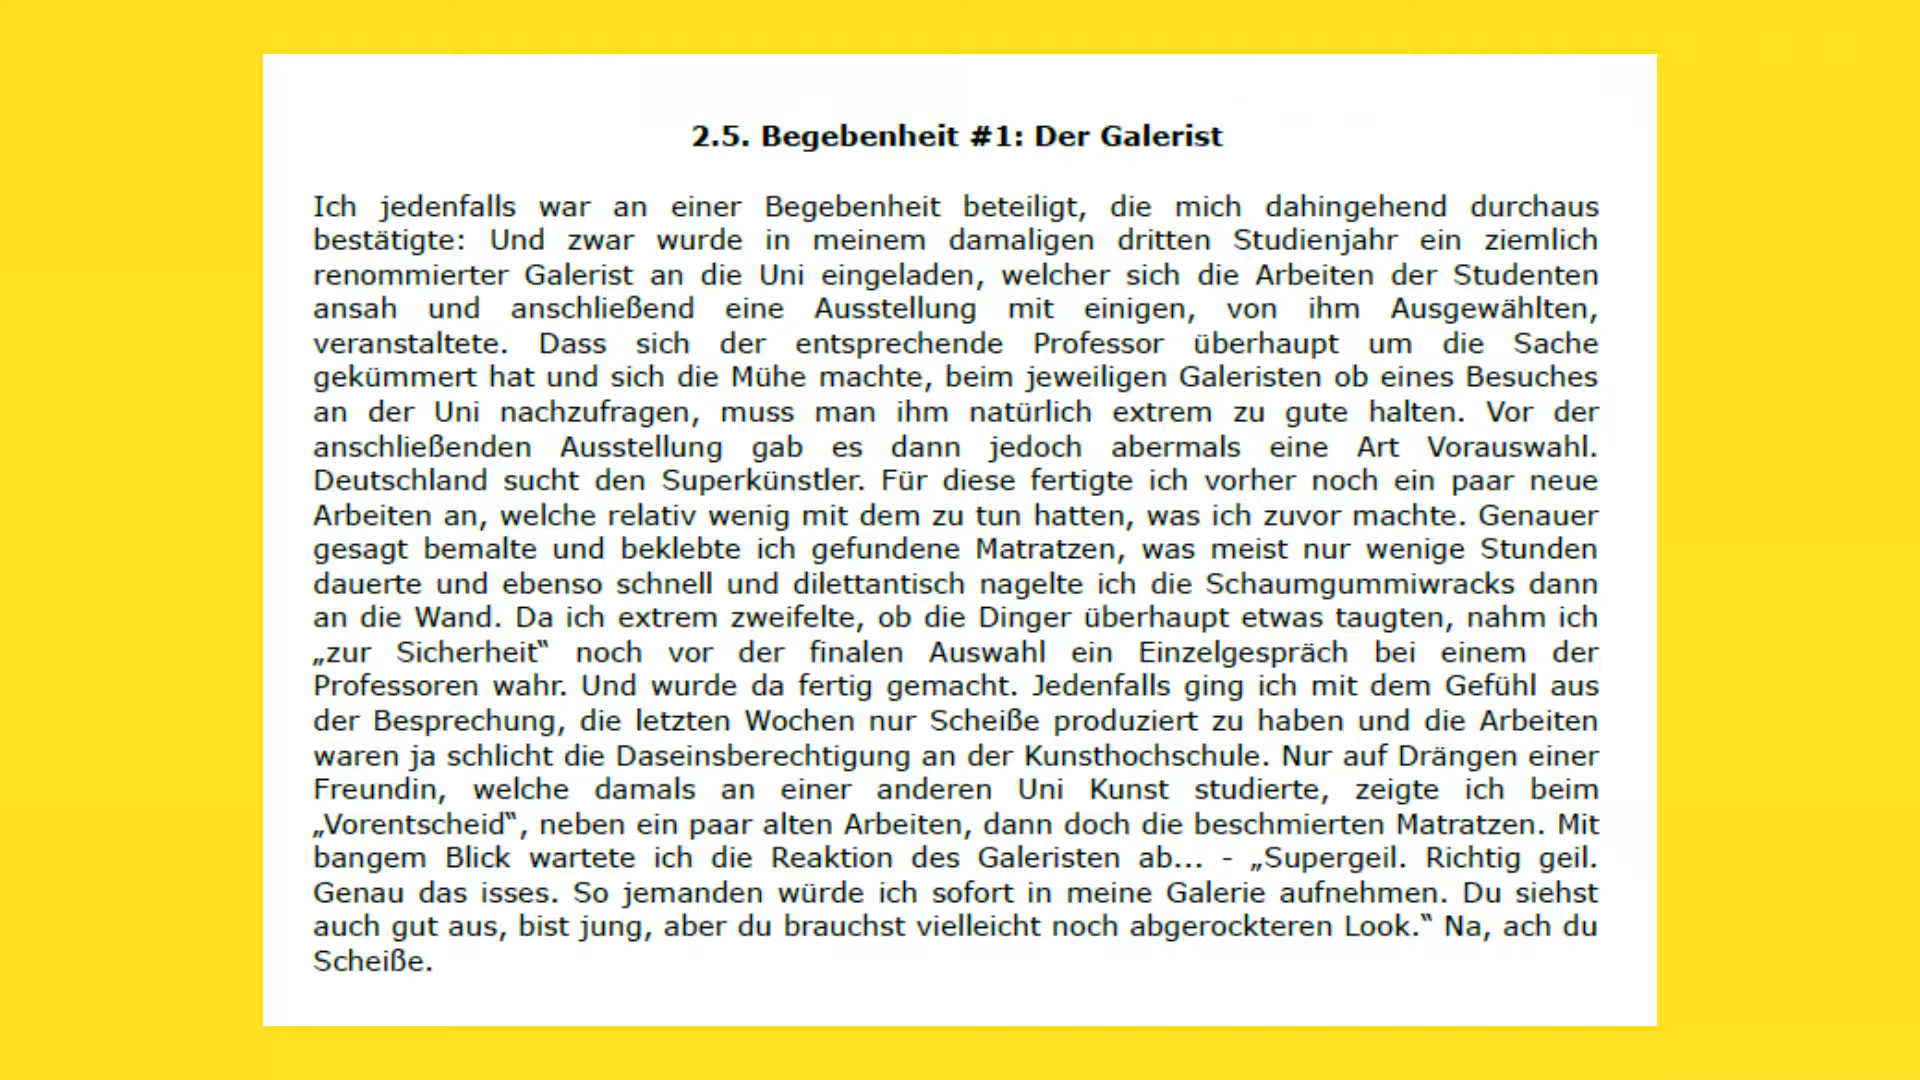 2.5. Begebenheit #1: Der Galerist
Ich jedenfalls war an einer Begebenheit beteiligt, die mich dahingehend durchaus
bestätigte: Und zwar wurde in meinem damaligen dritten Studienjahr ein ziemlich
renommierter Galerist an die Uni eingeladen, welcher sich die Arbeiten der Studenten
ansah und anschließend eine Ausstellung mit einigen, von ihm Ausgewählten,
veranstaltete. Dass sich der entsprechende Professor überhaupt um die Sache
gekümmert hat und sich die Mühe machte, beim jeweiligen Galeristen ob eines Besuches
an der Uni nachzufragen, muss man ihm natürlich extrem zu gute halten. Vor der
anschließenden Ausstellung gab es dann jedoch abermals eine Art Vorauswahl.
Deutschland sucht den Superkünstler. Für diese fertigte ich vorher noch ein paar neue
Arbeiten an, welche relativ wenig mit dem zu tun hatten, was ich zuvor machte. Genauer
gesagt bemalte und beklebte ich gefundene Matratzen, was meist nur wenige Stunden
dauerte und ebenso schnell und dilettantisch nagelte ich die Schaumgummiwracks dann
an die Wand. Da ich extrem zweifelte, ob die Dinger überhaupt etwas taugten, nahm ich
„zur Sicherheit‟ noch vor der finalen Auswahl ein Einzelgespräch bei einem der
Professoren wahr. Und wurde da fertig gemacht. Jedenfalls ging ich mit dem Gefühl aus
der Besprechung, die letzten Wochen nur Scheiße produziert zu haben und die Arbeiten
waren ja schlicht die Daseinsberechtigung an der Kunsthochschule. Nur auf Drängen einer
Freundin, welche damals an einer anderen Uni Kunst studierte, zeigte ich beim
„Vorentscheid‟, neben ein paar alten Arbeiten, dann doch die beschmierten Matratzen. Mit
bangem Blick wartete ich die Reaktion des Galeristen ab... - „Supergeil. Richtig geil.
Genau das isses. So jemanden würde ich sofort in meine Galerie aufnehmen. Du siehst
auch gut aus, bist jung, aber du brauchst vielleicht noch abgerockteren Look.‟ Na, ach du
Scheiße.